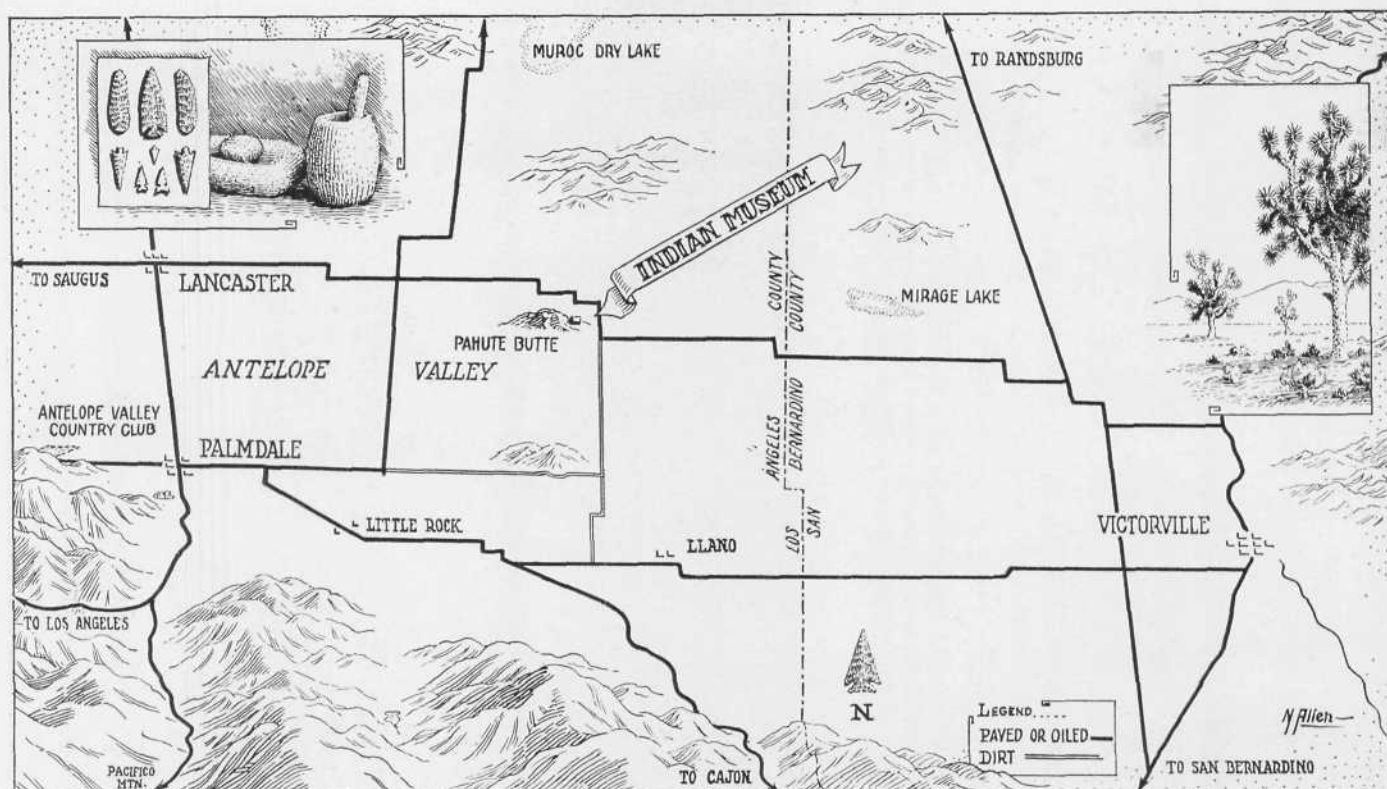 MUROC DRY LAKE
TO RANDSBURG
INDIAN MUSEUM
TO SAUGUS
LANCASTER
COUNTY
COUNTY
MIRAGE LAKE
PAHUTE BUTTE
ANTELOPE VALLEY
ANTELOPE VALLEY
COUNTRY CLUB
PALMDALE
ANGELES
BERNARDINO
LITTLE ROCK
LLANO
LOS
SAN
VICTORVILLE
TO LOS ANGELES
N
LEGEND....
PAVED OR OILED
DIRT
N Allen
PACIFICO
MTN.
TO CAJON
TO SAN BERNARDINO